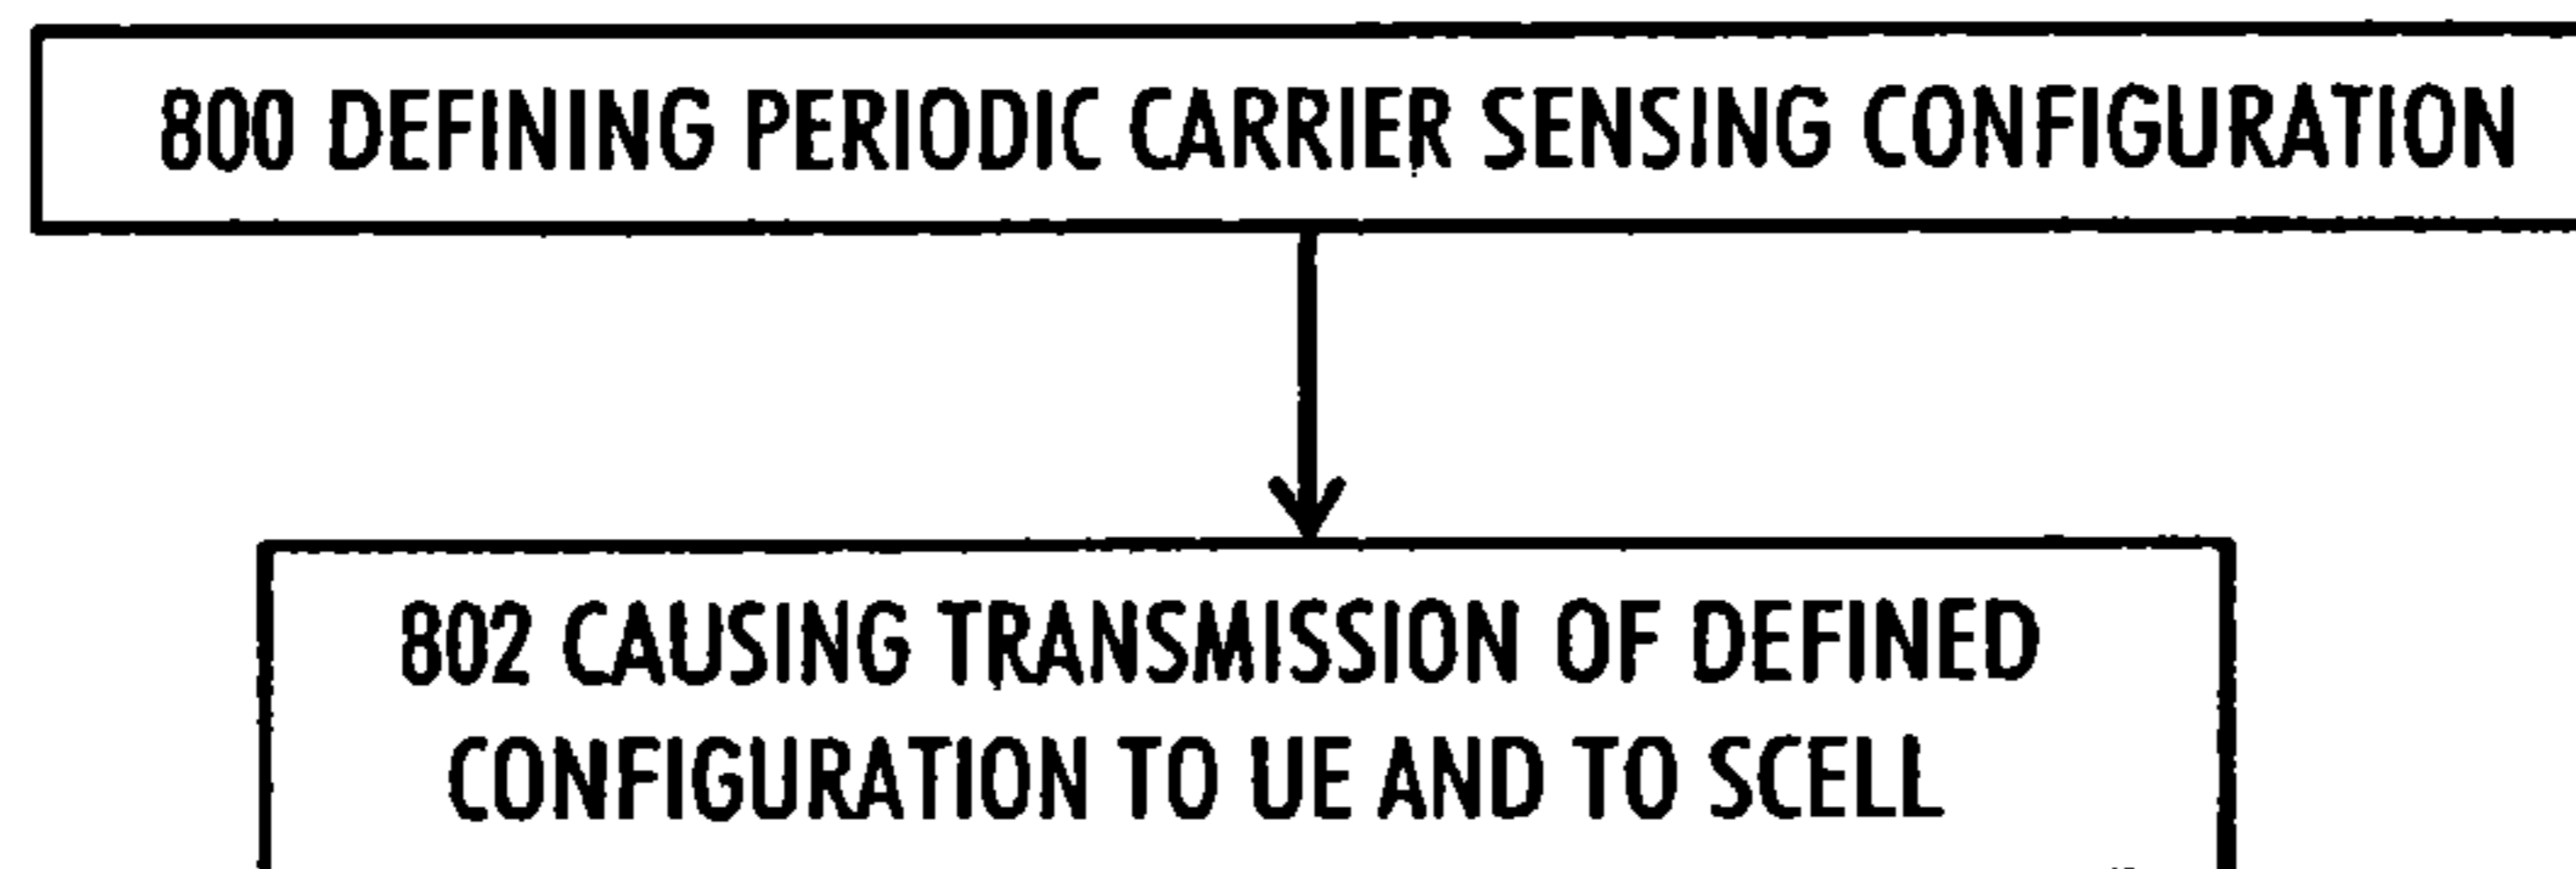 800 DEFINING PERIODIC CARRIER SENSING CONFIGURATION
802 CAUSING TRANSMISSION OF DEFINED
CONFIGURATION TO UE AND TO SCELL